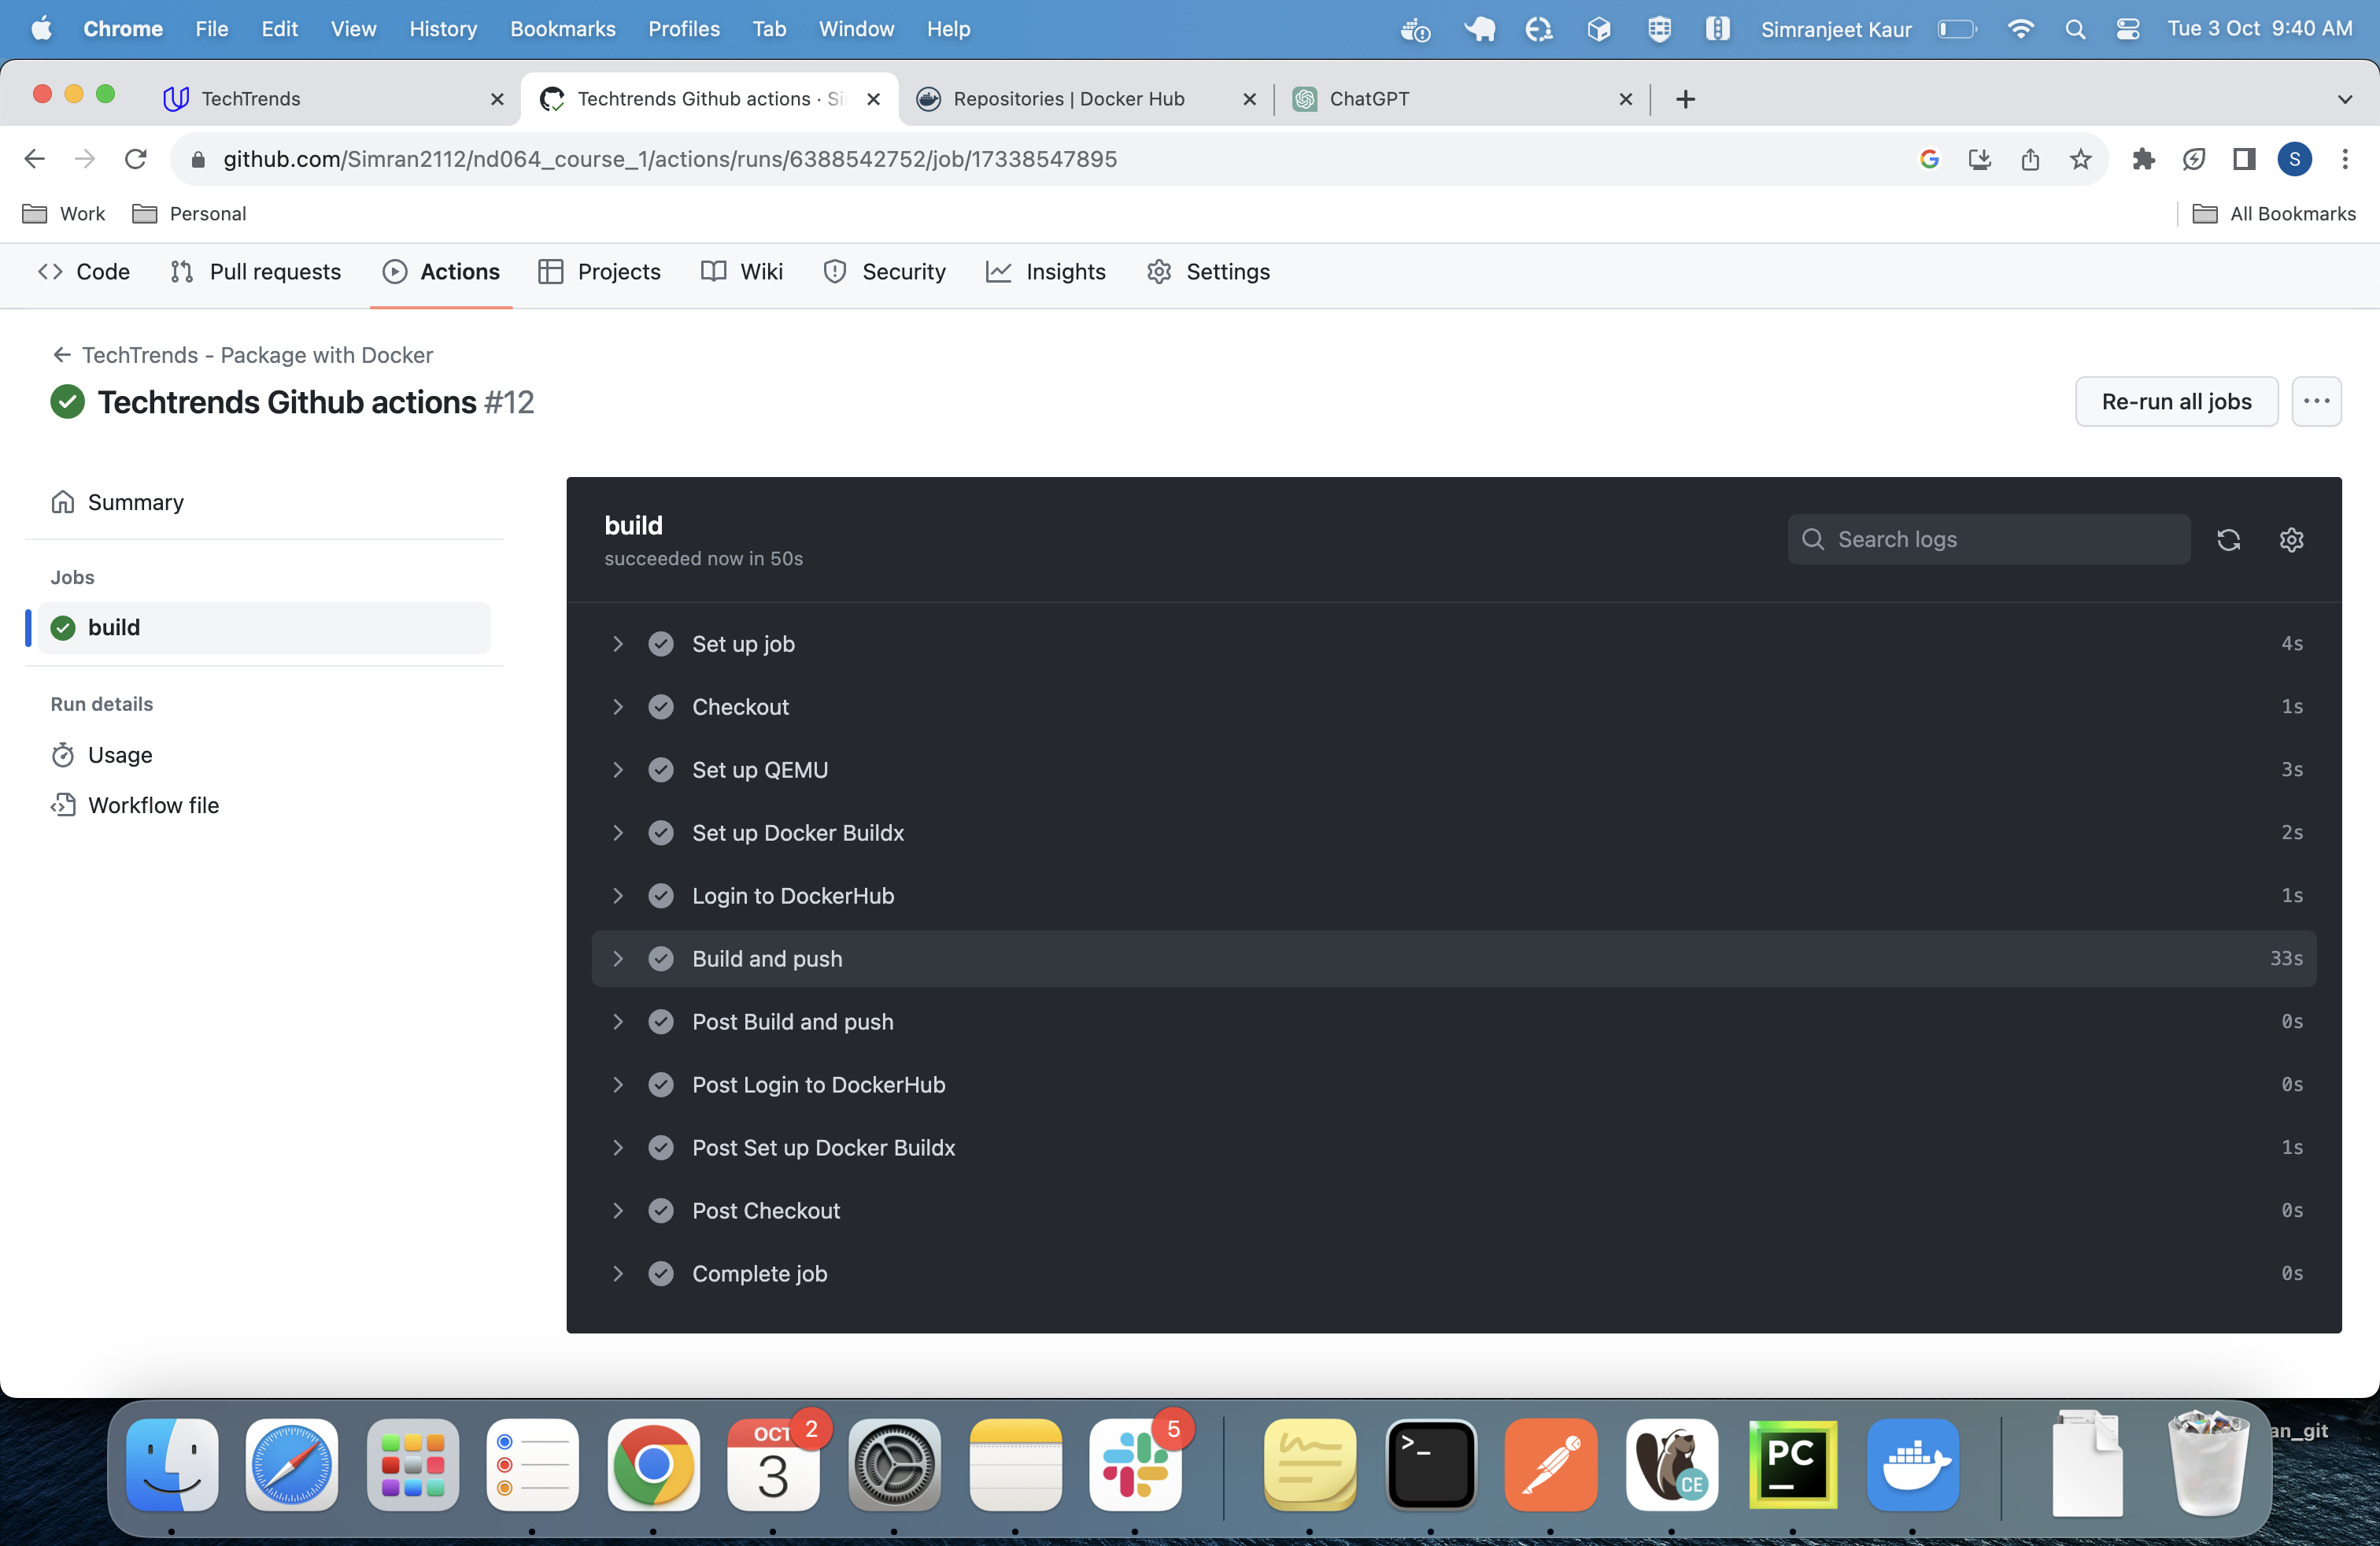 Chrome File Edit View History Bookmarks Profiles Tab Window Help Simranjeet Kaur Tue 3 Oct 9:40 AM
TechTrends Techtrends Github actions · Si Repositories | Docker Hub ChatGPT
github.com/Simran2112/nd064_course_1/actions/runs/6388542752/job/17338547895 S
Work Personal All Bookmarks
Code Pull requests Actions Projects Wiki Security Insights Settings
TechTrends - Package with Docker
Techtrends Github actions #12
Re-run all jobs
Summary
Jobs
build
Run details
Usage
Workflow file
build
succeeded now in 50s
Search logs
Set up job 4s
Checkout 1s
Set up QEMU 3s
Set up Docker Buildx 2s
Login to DockerHub 1s
Build and push 33s
Post Build and push 0s
Post Login to DockerHub 0s
Post Set up Docker Buildx 1s
Post Checkout 0s
Complete job 0s
OCT 2
3
5
>_
CE
PC
an_git